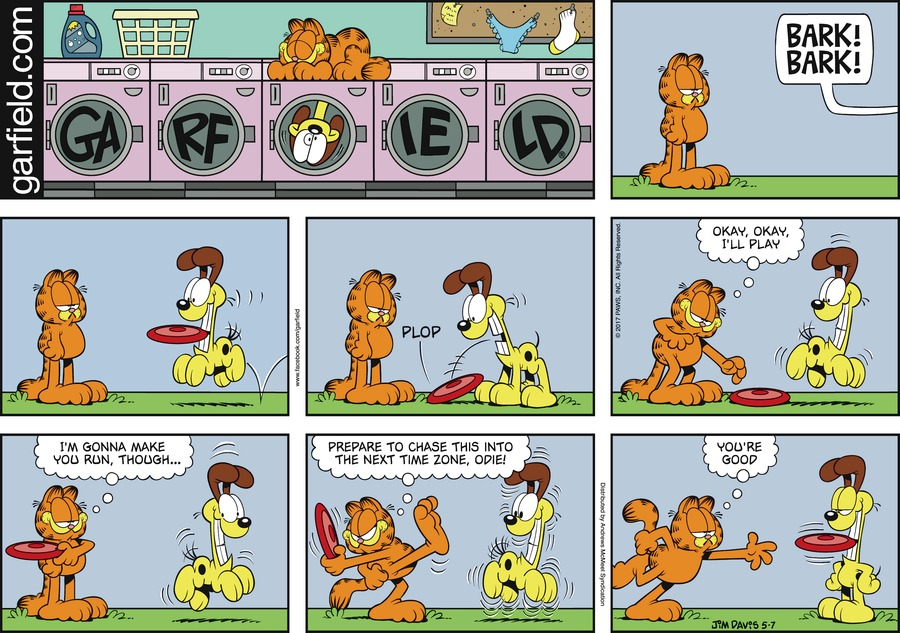 garfield.com
GA RF IE LD®
BARK!
BARK!
www.facebook.com/garfield
PLOP
© 2017 PAWS, INC. All Rights Reserved.
OKAY, OKAY,
I'LL PLAY
I'M GONNA MAKE
YOU RUN, THOUGH...
PREPARE TO CHASE THIS INTO
THE NEXT TIME ZONE, ODIE!
Distributed by Andrews McMeel Syndication
YOU'RE
GOOD
JIM DAVIS 5-7